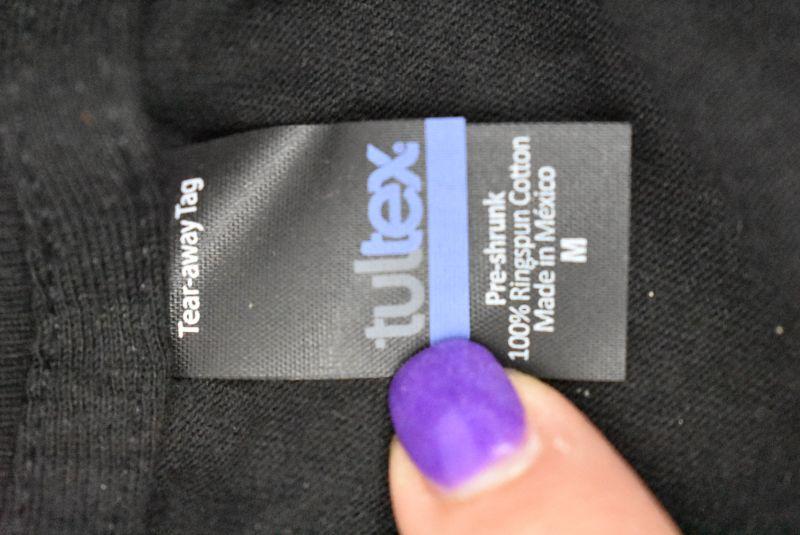 Tear-away Tag
tultex
Pre-shrunk
100% Ringspun Cotton
Made in México
M